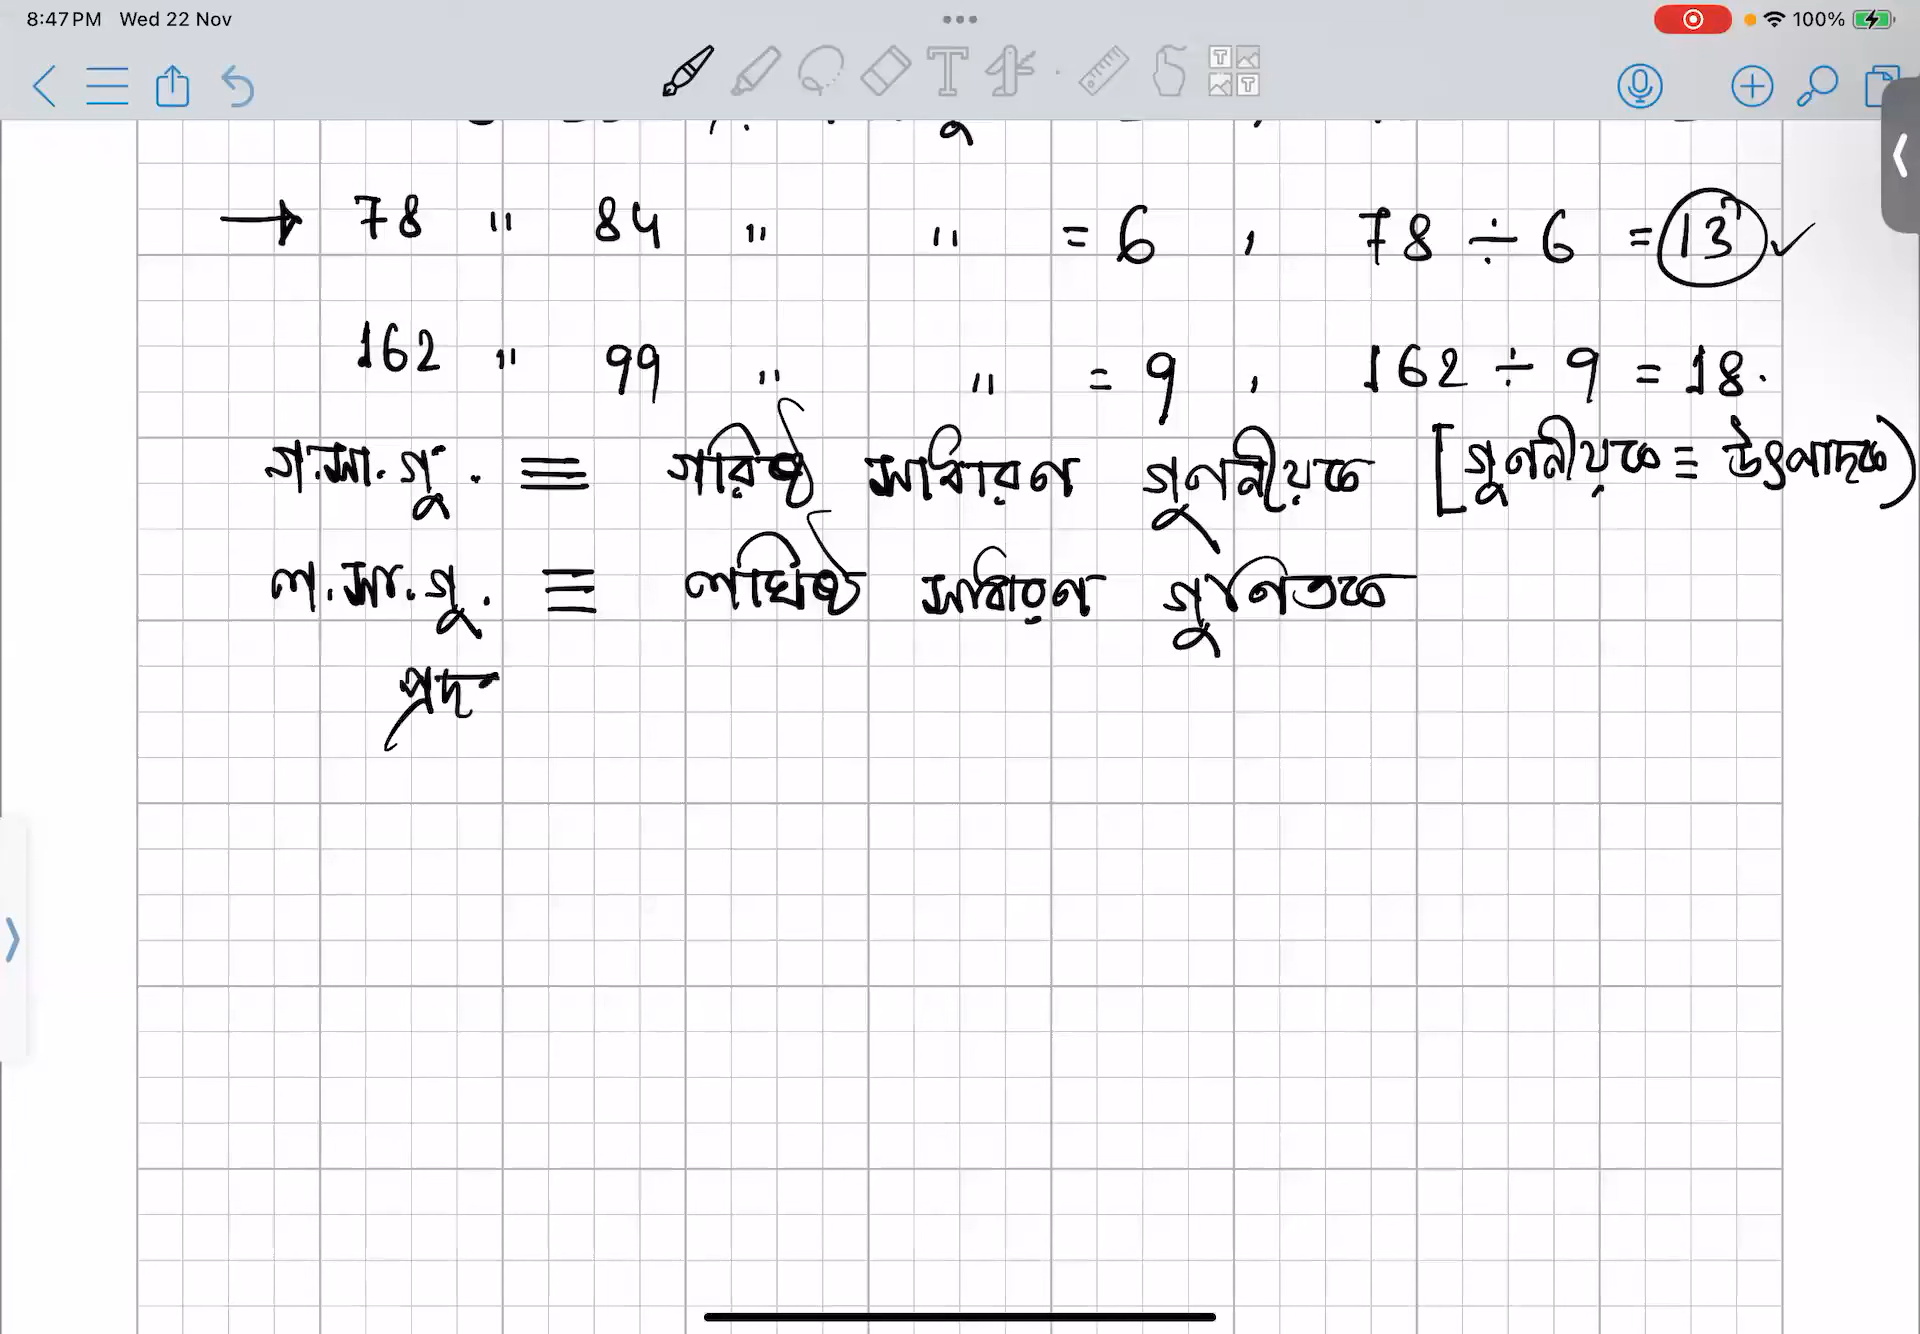 8:47 PM Wed 22 Nov 100%
→ 78 " 84 " " = 6 , 78 ÷ 6 = 13 ✓
162 " 99 " " = 9 , 162 ÷ 9 = 18.
গ.সা.গু. ≡ গরিষ্ঠ সাধারণ গুণনীয়ক [গুণনীয়ক ≡ উৎপাদক)
ল.সা.গু. ≡ লঘিষ্ঠ সাধারণ গুণিতক
প্রদ